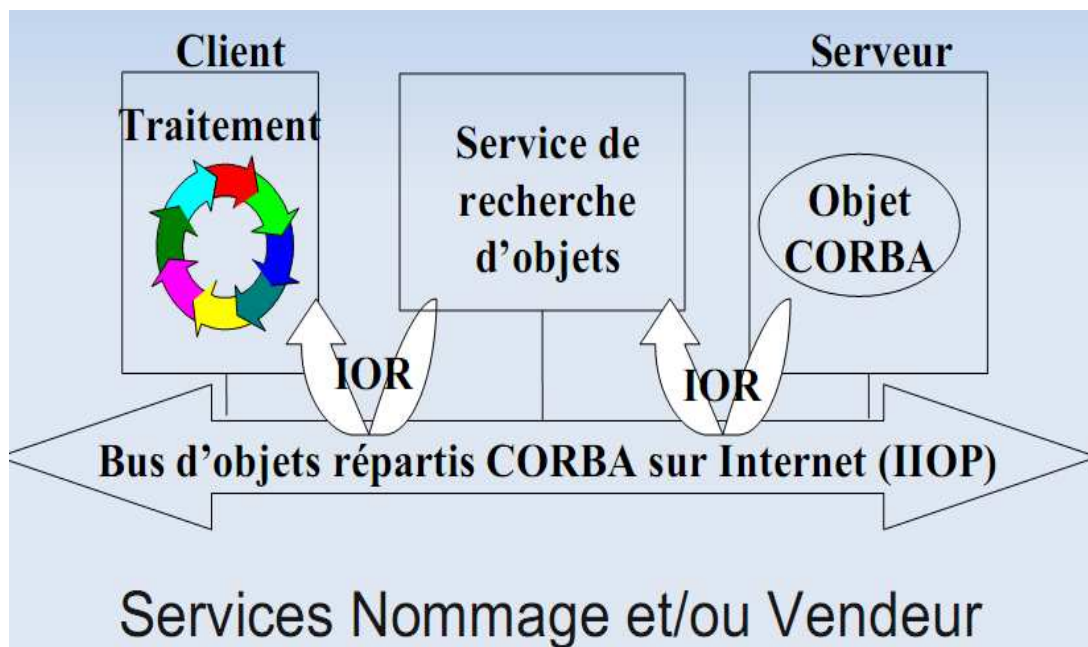 Client
Serveur
Traitement
Service de
recherche
d'objets
Objet
CORBA
IOR
IOR
Bus d'objets répartis CORBA sur Internet (IIOP)
Services Nommage et/ou Vendeur